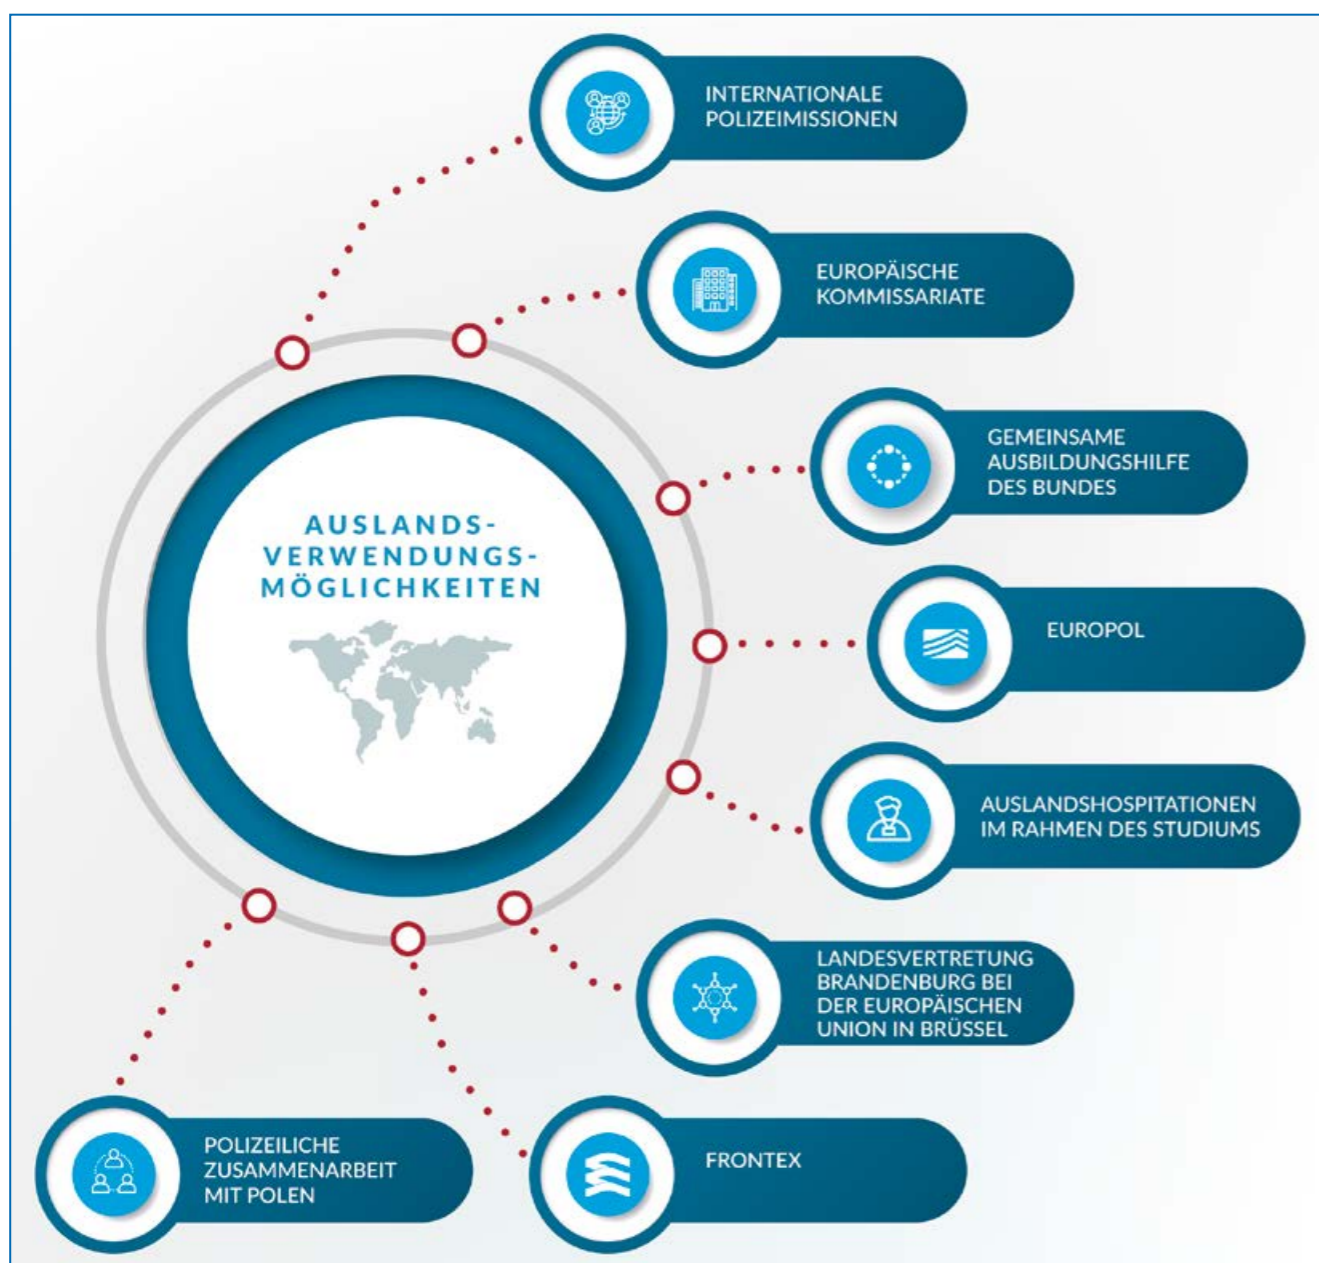 INTERNATIONALE
POLIZEIMISSIONEN
EUROPÄISCHE
KOMMISSARIATE
GEMEINSAME
AUSBILDUNGSHILFE
DES BUNDES
AUSLANDS-
VERWENDUNGS-
MÖGLICHKEITEN
EUROPOL
AUSLANDSHOSPITATIONEN
IM RAHMEN DES STUDIUMS
LANDESVERTRETUNG
BRANDENBURG BEI
DER EUROPÄISCHEN
UNION IN BRÜSSEL
FRONTEX
POLIZEILICHE
ZUSAMMENARBEIT
MIT POLEN